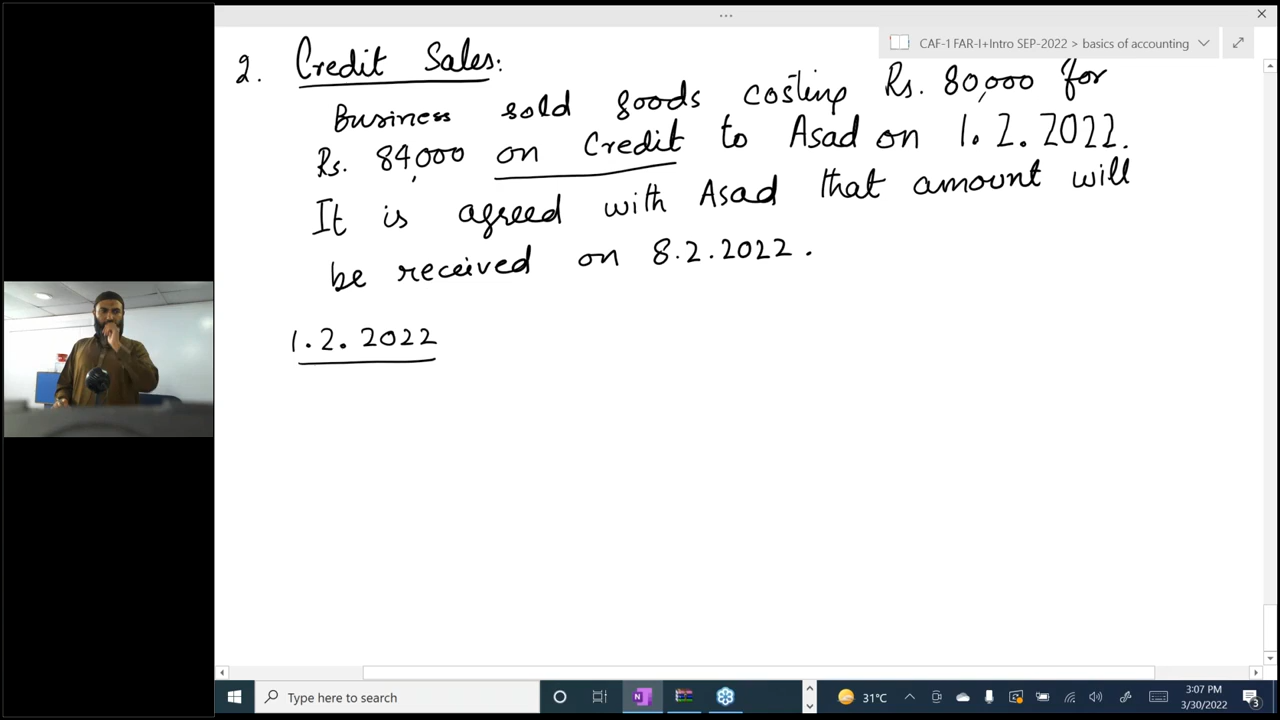 CAF-1 FAR-I+Intro SEP-2022 > basics of accounting
2. Credit Sales:
Business sold goods costing Rs. 80,000 for
Rs. 84,000 on Credit to Asad on 1.2.2022.
It is agreed with Asad that amount will
be received on 8.2.2022.
1.2.2022
Type here to search
31°C
3:07 PM
3/30/2022
3